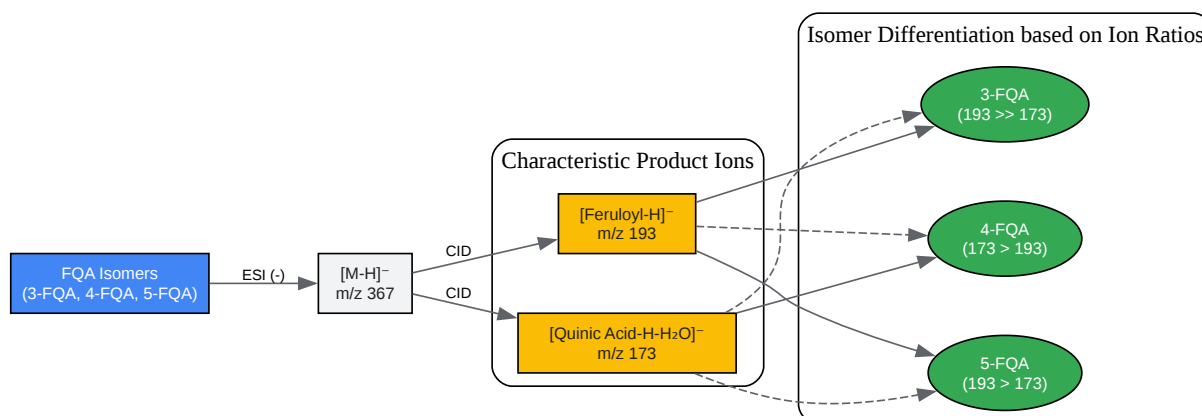 Isomer Differentiation based on Ion Ratios
3-FQA
(193 >> 173)
Characteristic Product Ions
[Feruloyl-H]⁻
m/z 193
4-FQA
(173 > 193)
FQA Isomers
(3-FQA, 4-FQA, 5-FQA)
ESI (-)
[M-H]⁻
m/z 367
CID
CID
[Quinic Acid-H-H₂O]⁻
m/z 173
5-FQA
(193 > 173)